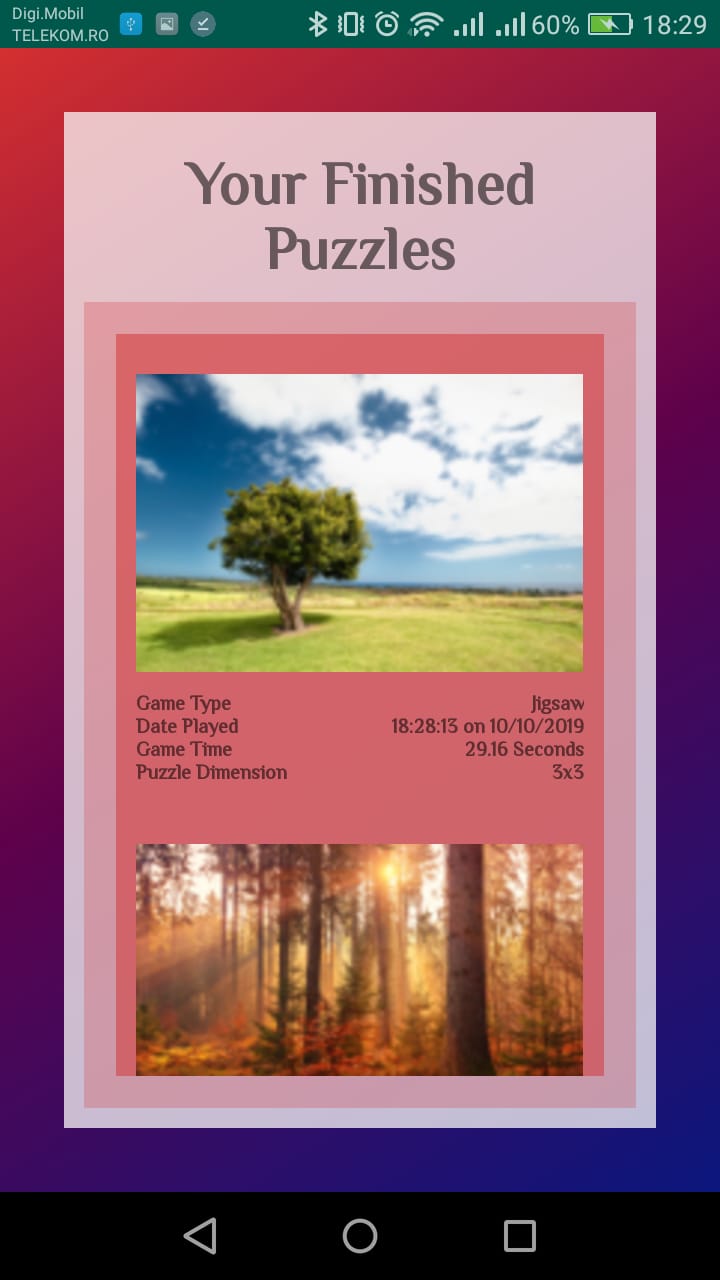 Digi.Mobil
TELEKOM.RO
60% 18:29
Your Finished
Puzzles
Game Type Jigsaw
Date Played 18:28:13 on 10/10/2019
Game Time 29.16 Seconds
Puzzle Dimension 3x3